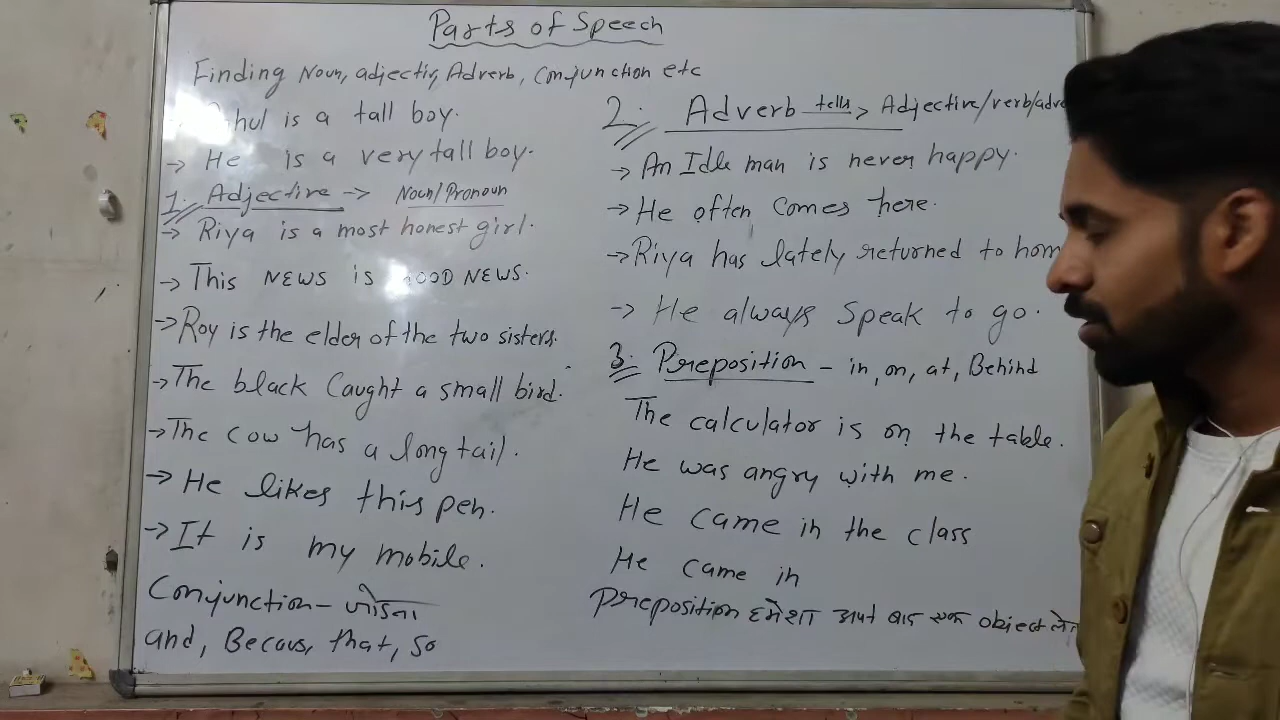 Parts of Speech
Finding Noun, adjectiv, Adverb, Conjunction etc
hul is a tall boy.
→ He is a very tall boy.
1. Adjective → Noun/Pronoun
→ Riya is a most honest girl.
→ This NEWS is GOOD NEWS.
→ Roy is the elder of the two sisters.
→ The black Caught a small bird.
→ The cow has a long tail.
→ He likes this pen.
→ It is my mobile.
Conjunction – जोडना
and, Becaus, that, so
2. Adverb tells > Adjective/verb/adve
→ An Idle man is never happy.
→ He often comes here.
→ Riya has lately returned to hom
→ He always speak to go.
3. Preposition – in, on, at, Behind
The calculator is on the table.
He was angry with me.
He came in the class
He came in
Preposition हमेशा अपने बाद एक object लेता